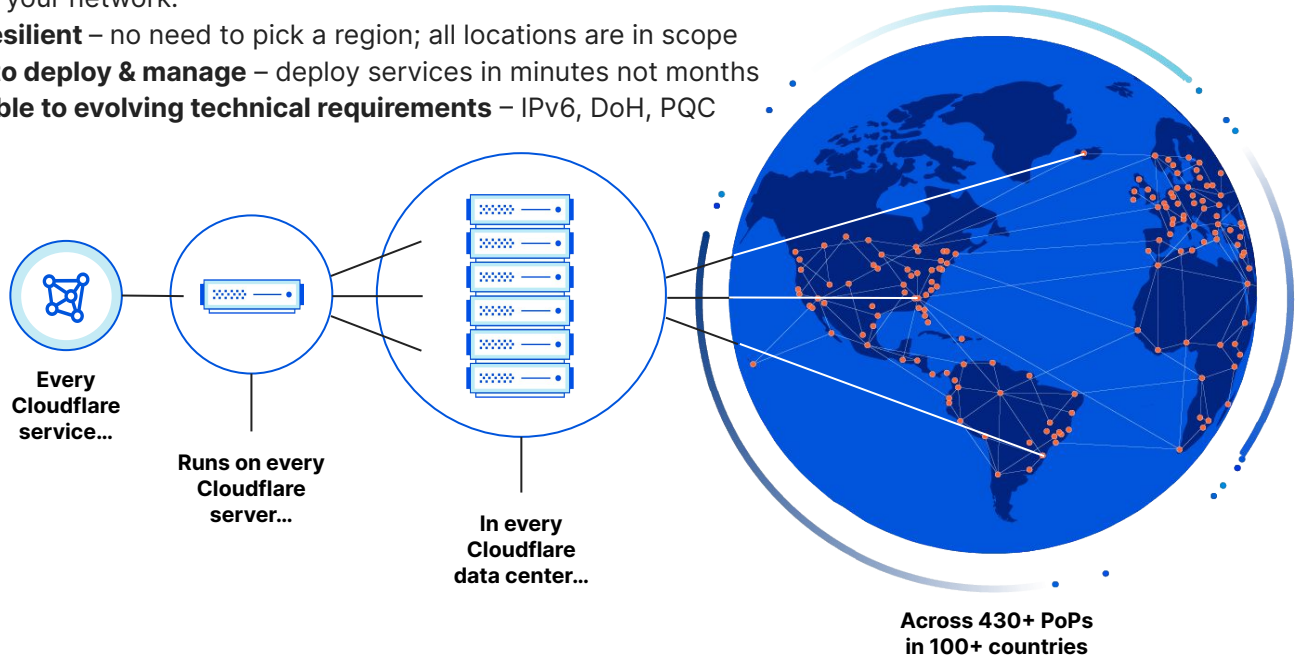 your network.
esilient – no need to pick a region; all locations are in scope
to deploy & manage – deploy services in minutes not months
ble to evolving technical requirements – IPv6, DoH, PQC
Every
Cloudflare
service…
Runs on every
Cloudflare
server…
In every
Cloudflare
data center…
Across 430+ PoPs
in 100+ countries